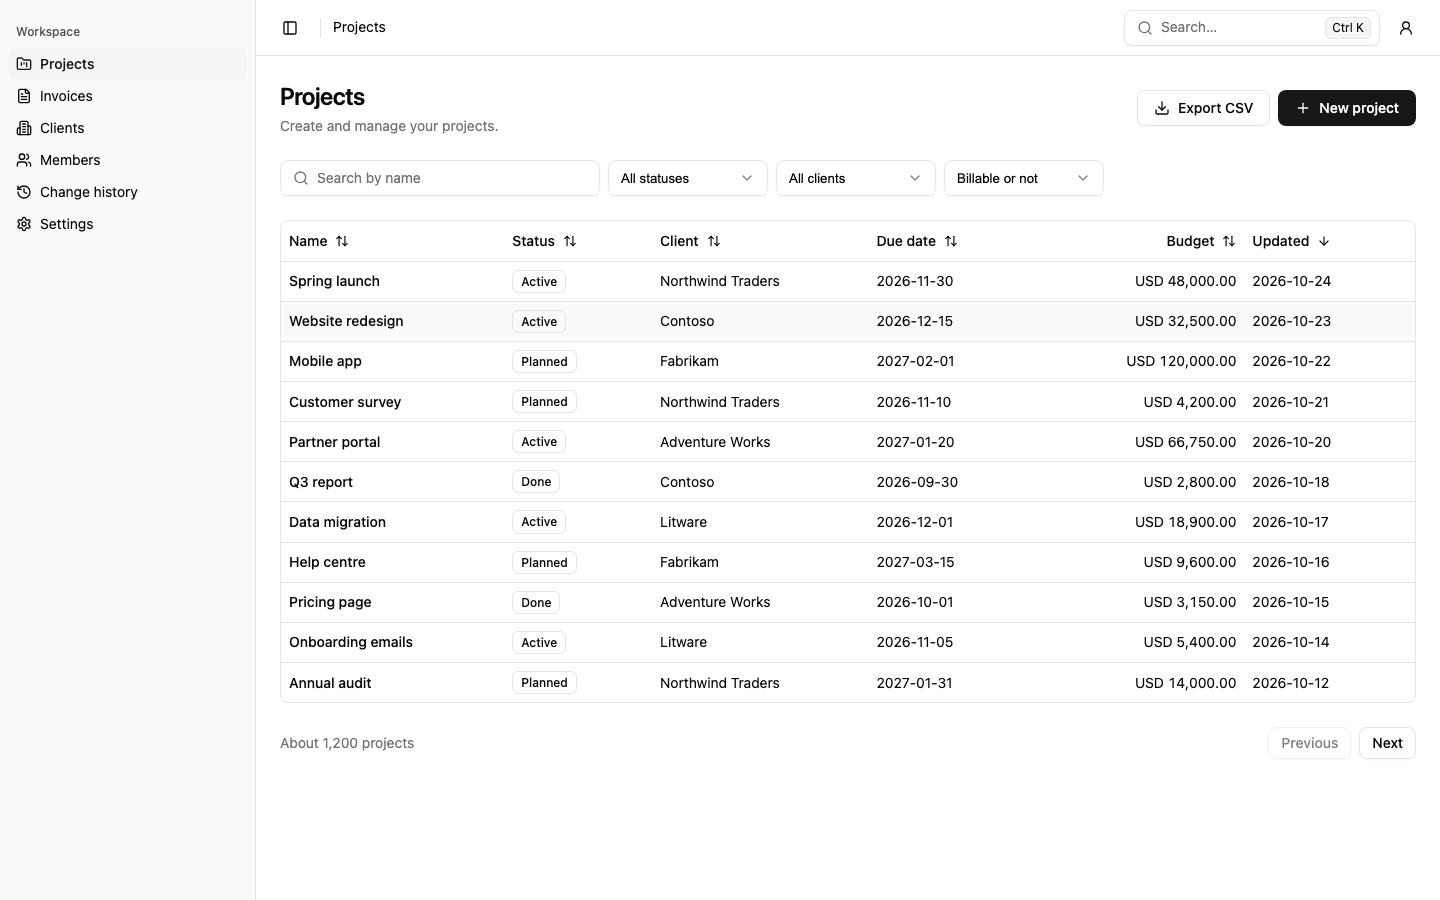 Workspace
Projects
Invoices
Clients
Members
Change history
Settings
Projects
Search...
Ctrl K
Projects
Create and manage your projects.
Export CSV
New project
Search by name
All statuses
All clients
Billable or not
Name Status Client Due date Budget Updated
Spring launch Active Northwind Traders 2026-11-30 USD 48,000.00 2026-10-24
Website redesign Active Contoso 2026-12-15 USD 32,500.00 2026-10-23
Mobile app Planned Fabrikam 2027-02-01 USD 120,000.00 2026-10-22
Customer survey Planned Northwind Traders 2026-11-10 USD 4,200.00 2026-10-21
Partner portal Active Adventure Works 2027-01-20 USD 66,750.00 2026-10-20
Q3 report Done Contoso 2026-09-30 USD 2,800.00 2026-10-18
Data migration Active Litware 2026-12-01 USD 18,900.00 2026-10-17
Help centre Planned Fabrikam 2027-03-15 USD 9,600.00 2026-10-16
Pricing page Done Adventure Works 2026-10-01 USD 3,150.00 2026-10-15
Onboarding emails Active Litware 2026-11-05 USD 5,400.00 2026-10-14
Annual audit Planned Northwind Traders 2027-01-31 USD 14,000.00 2026-10-12
About 1,200 projects
Previous
Next